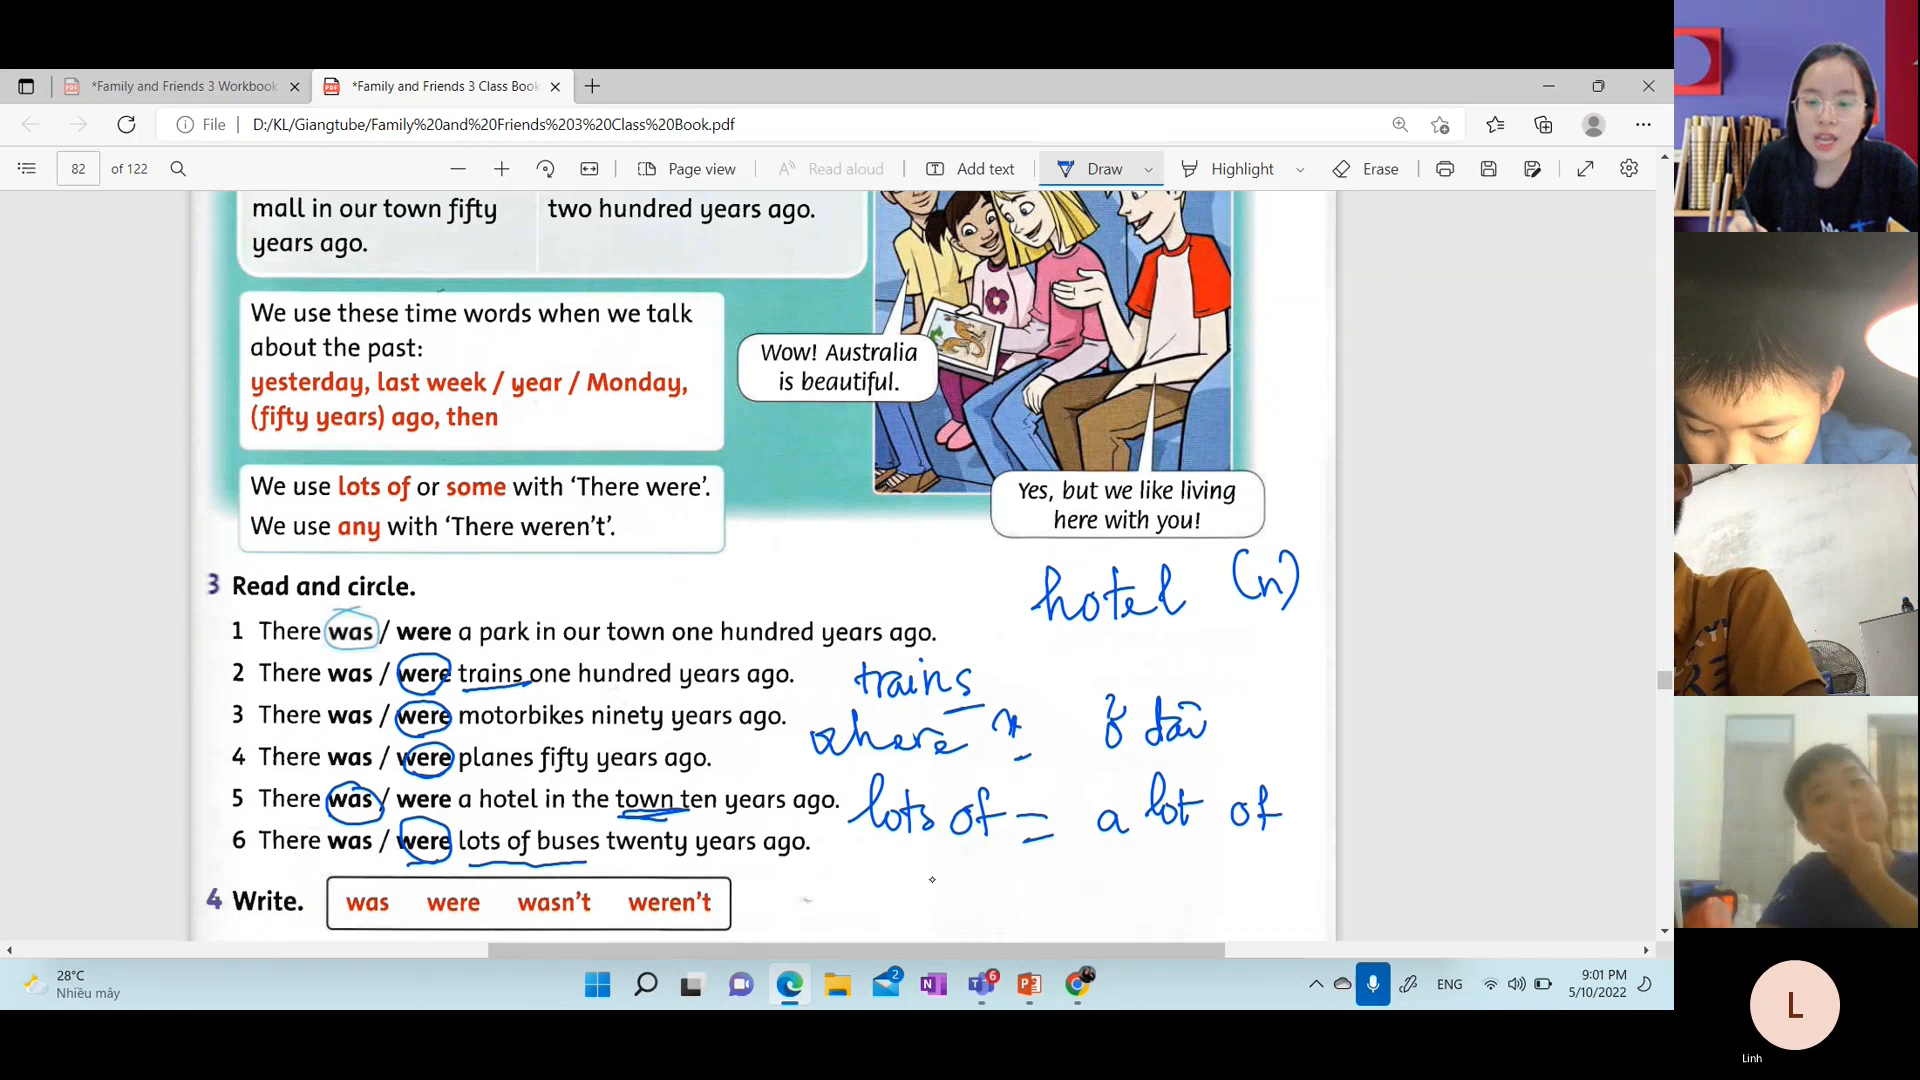 *Family and Friends 3 Workbook
*Family and Friends 3 Class Book
File
D:/KL/Giangtube/Family%20and%20Friends%203%20Class%20Book.pdf
82 of 122
Page view
Read aloud
Add text
Draw
Highlight
Erase
mall in our town fifty
years ago.
two hundred years ago.
We use these time words when we talk
about the past:
yesterday, last week / year / Monday,
(fifty years) ago, then
Wow! Australia
is beautiful.
We use lots of or some with ‘There were’.
We use any with ‘There weren’t’.
Yes, but we like living
here with you!
3 Read and circle.
hotel (n)
1 There was / were a park in our town one hundred years ago.
2 There was / were trains one hundred years ago.
trains
3 There was / were motorbikes ninety years ago.
where ở đâu
4 There was / were planes fifty years ago.
5 There was / were a hotel in the town ten years ago.
lots of = a lot of
6 There was / were lots of buses twenty years ago.
4 Write.
was were wasn’t weren’t
28°C
Nhiều mây
2
6
ENG
9:01 PM
5/10/2022
L
Linh